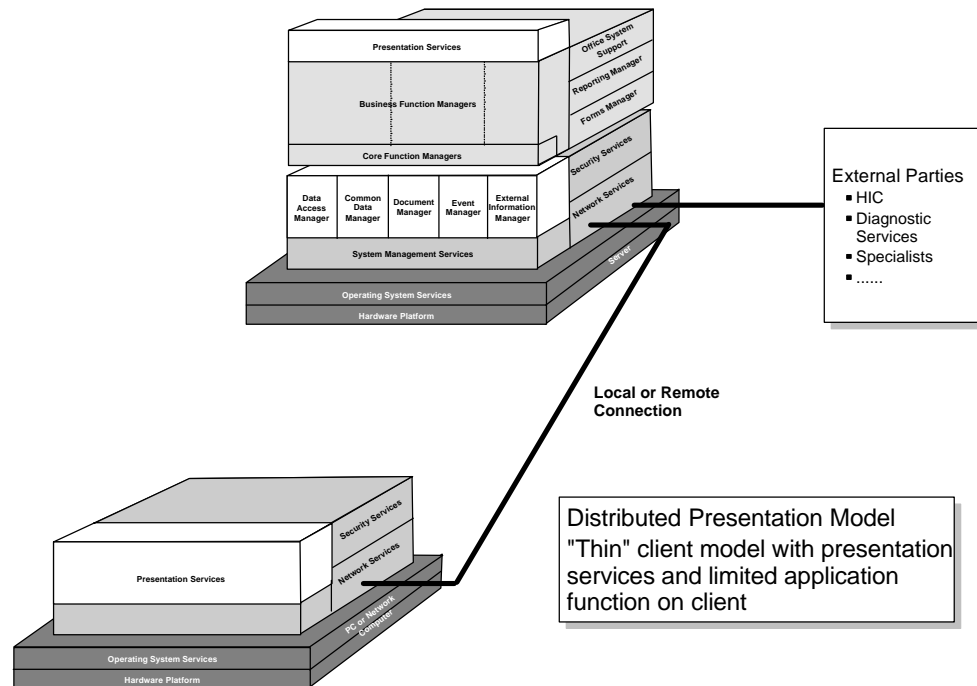 Presentation Services
Office System
Support
Reporting Manager
Business Function Managers
Forms Manager
Core Function Managers
Security Services
Data
Access
Manager
Common
Data
Manager
Document
Manager
Event
Manager
External
Information
Manager
Network Services
System Management Services
Server
Operating System Services
Hardware Platform
External Parties
▪ HIC
▪ Diagnostic
Services
▪ Specialists
▪ ......
Local or Remote
Connection
Security Services
Presentation Services
Network Services
PC or Network
Computer
Operating System Services
Hardware Platform
Distributed Presentation Model
"Thin" client model with presentation
services and limited application
function on client